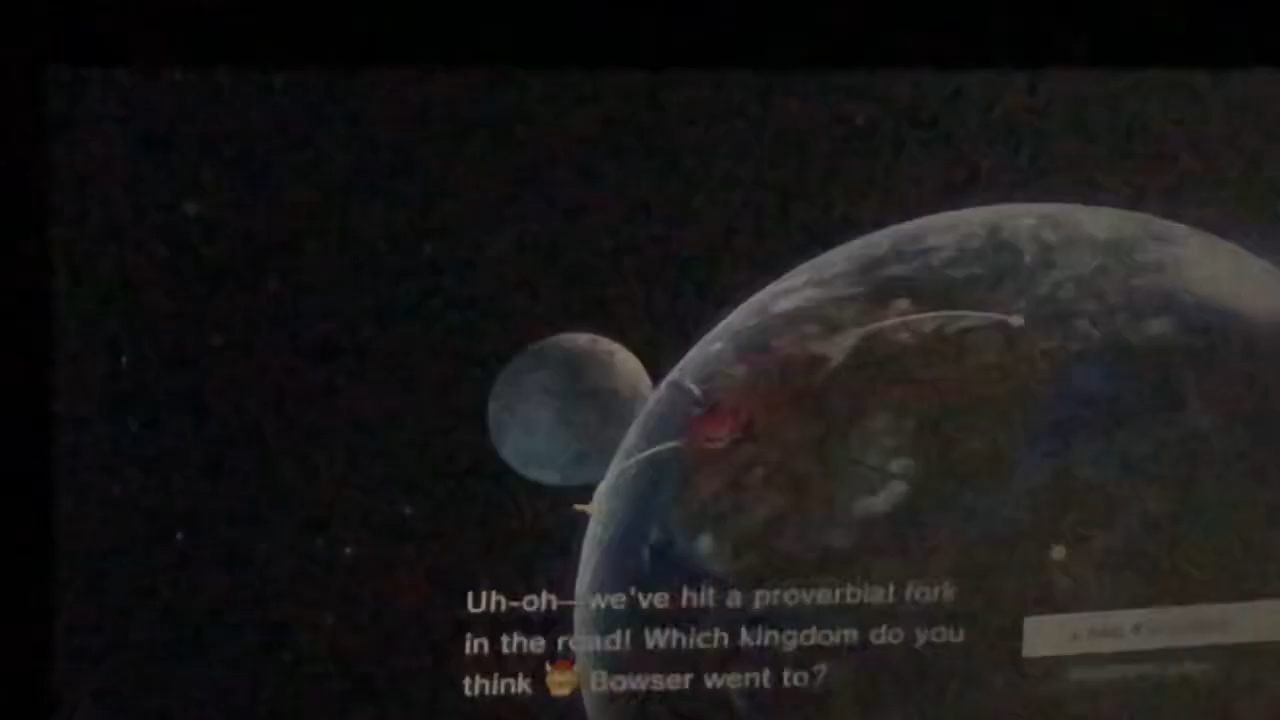 Uh-oh—we've hit a proverbial fork
in the road! Which kingdom do you
think Bowser went to?